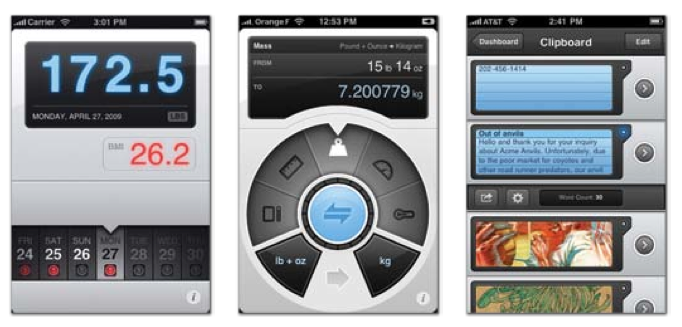 Carrier 3:01 PM
172.5
MONDAY, APRIL 27, 2009 LBS
BMI 26.2
FRI SAT SUN MON TUE WED THU
24 25 26 27 28 29 30
i
Orange F 12:53 PM
Mass Pound + Ounce Kilogram
FROM 15 lb 14 oz
TO 7.200779 kg
lb + oz kg
i
AT&T 2:41 PM
Dashboard Clipboard Edit
202-456-1414
Out of anvils
Hello and thank you for your inquiry
about Acme Anvils. Unfortunately, due
to the poor market for coyotes and
other road runner predators, our anvil
Word Count: 30